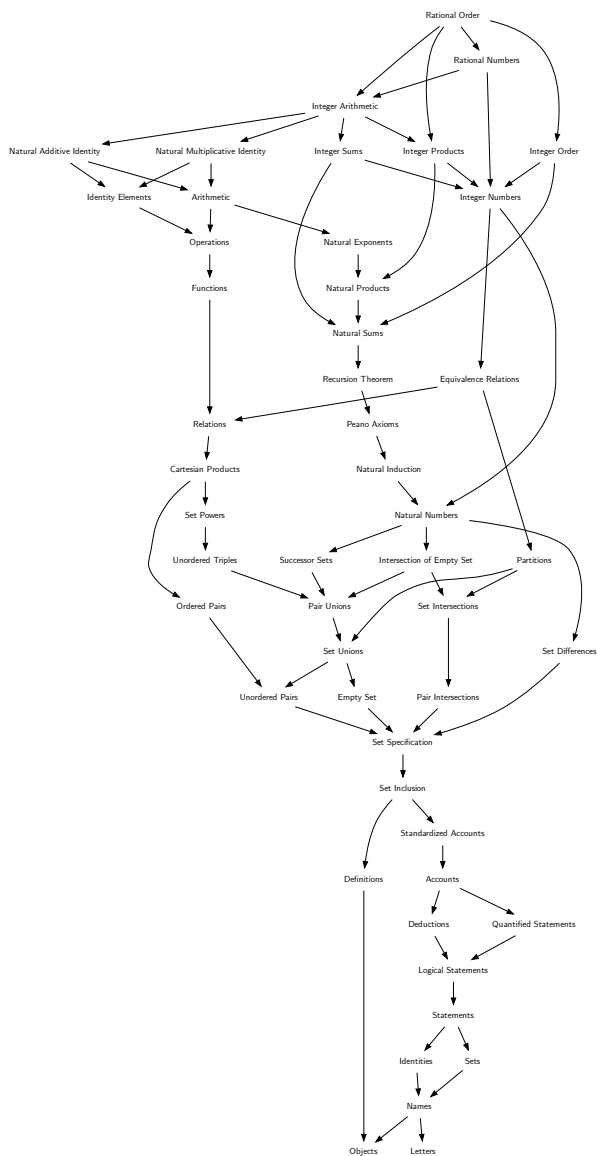 Rational Order
Rational Numbers
Integer Arithmetic
Natural Additive Identity
Natural Multiplicative Identity
Integer Sums
Integer Products
Integer Order
Identity Elements
Arithmetic
Integer Numbers
Operations
Natural Exponents
Functions
Natural Products
Natural Sums
Recursion Theorem
Equivalence Relations
Relations
Peano Axioms
Cartesian Products
Natural Induction
Set Powers
Natural Numbers
Unordered Triples
Successor Sets
Intersection of Empty Set
Partitions
Ordered Pairs
Pair Unions
Set Intersections
Set Unions
Set Differences
Unordered Pairs
Empty Set
Pair Intersections
Set Specification
Set Inclusion
Standardized Accounts
Definitions
Accounts
Deductions
Quantified Statements
Logical Statements
Statements
Identities
Sets
Names
Objects
Letters